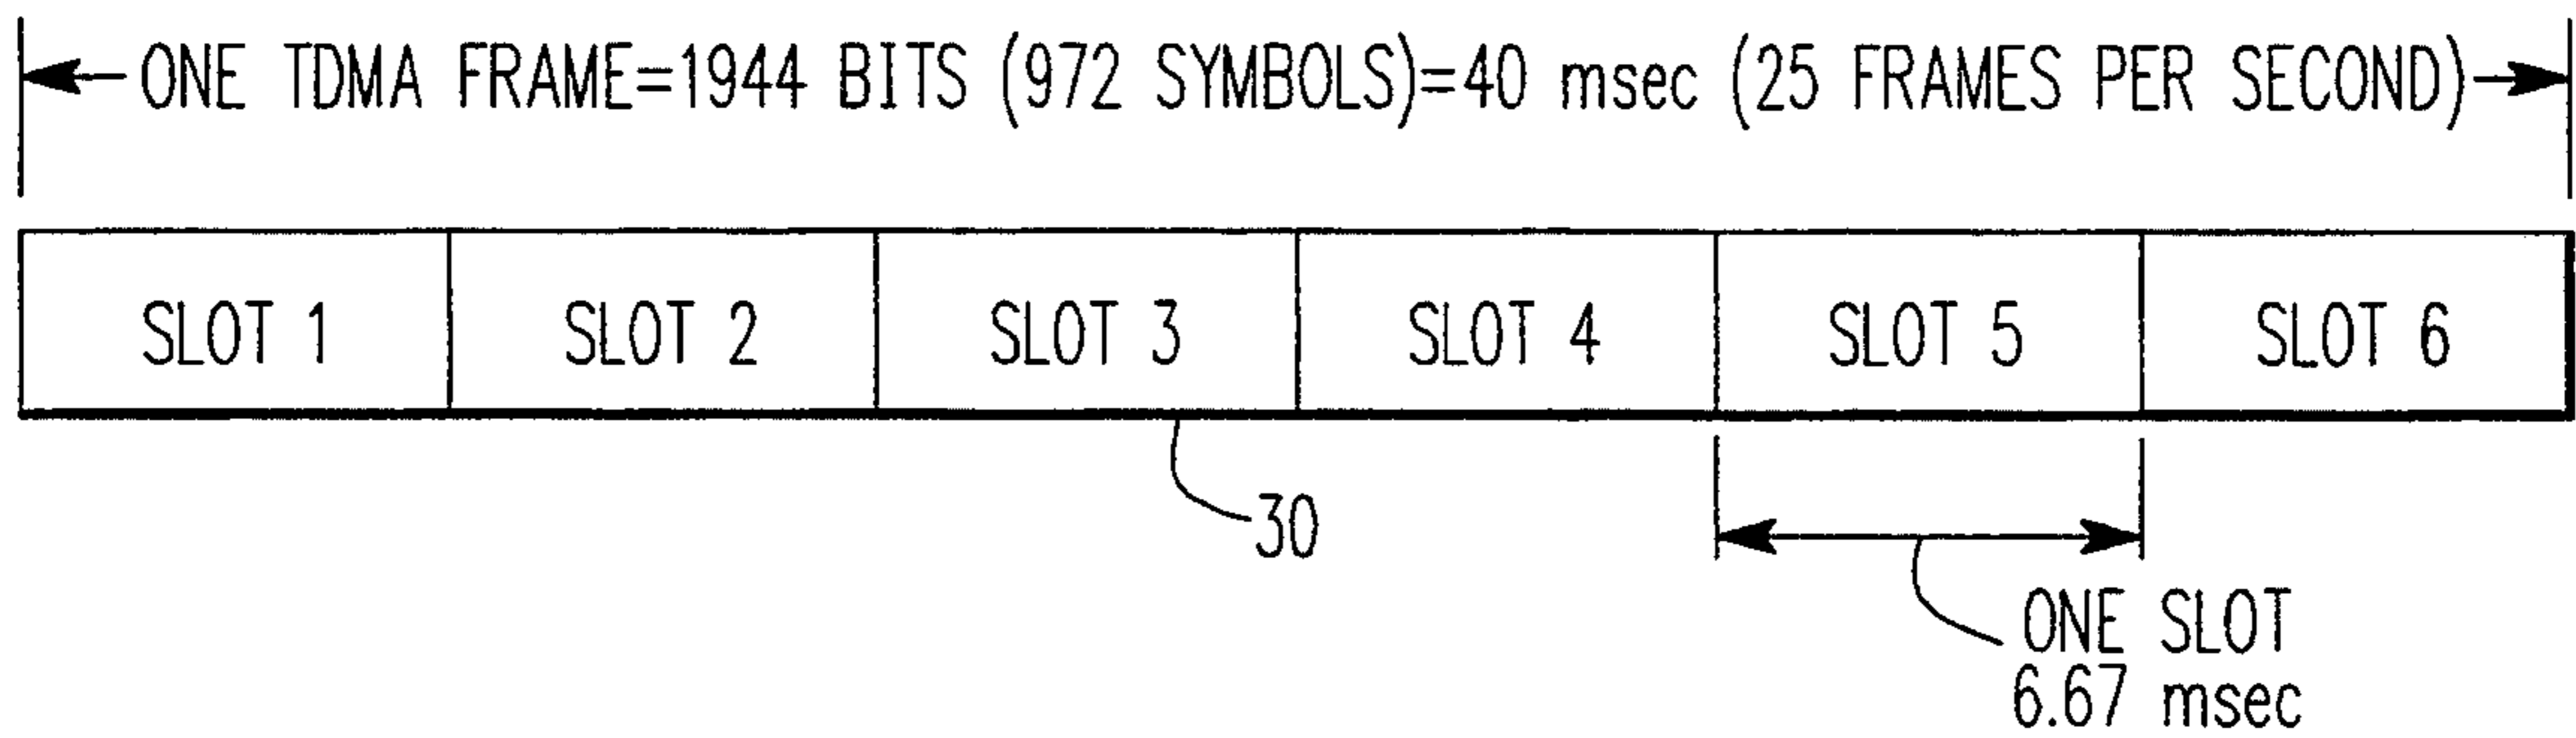 ONE TDMA FRAME=1944 BITS (972 SYMBOLS)=40 msec (25 FRAMES PER SECOND)
SLOT 1 SLOT 2 SLOT 3 SLOT 4 SLOT 5 SLOT 6
30
ONE SLOT
6.67 msec